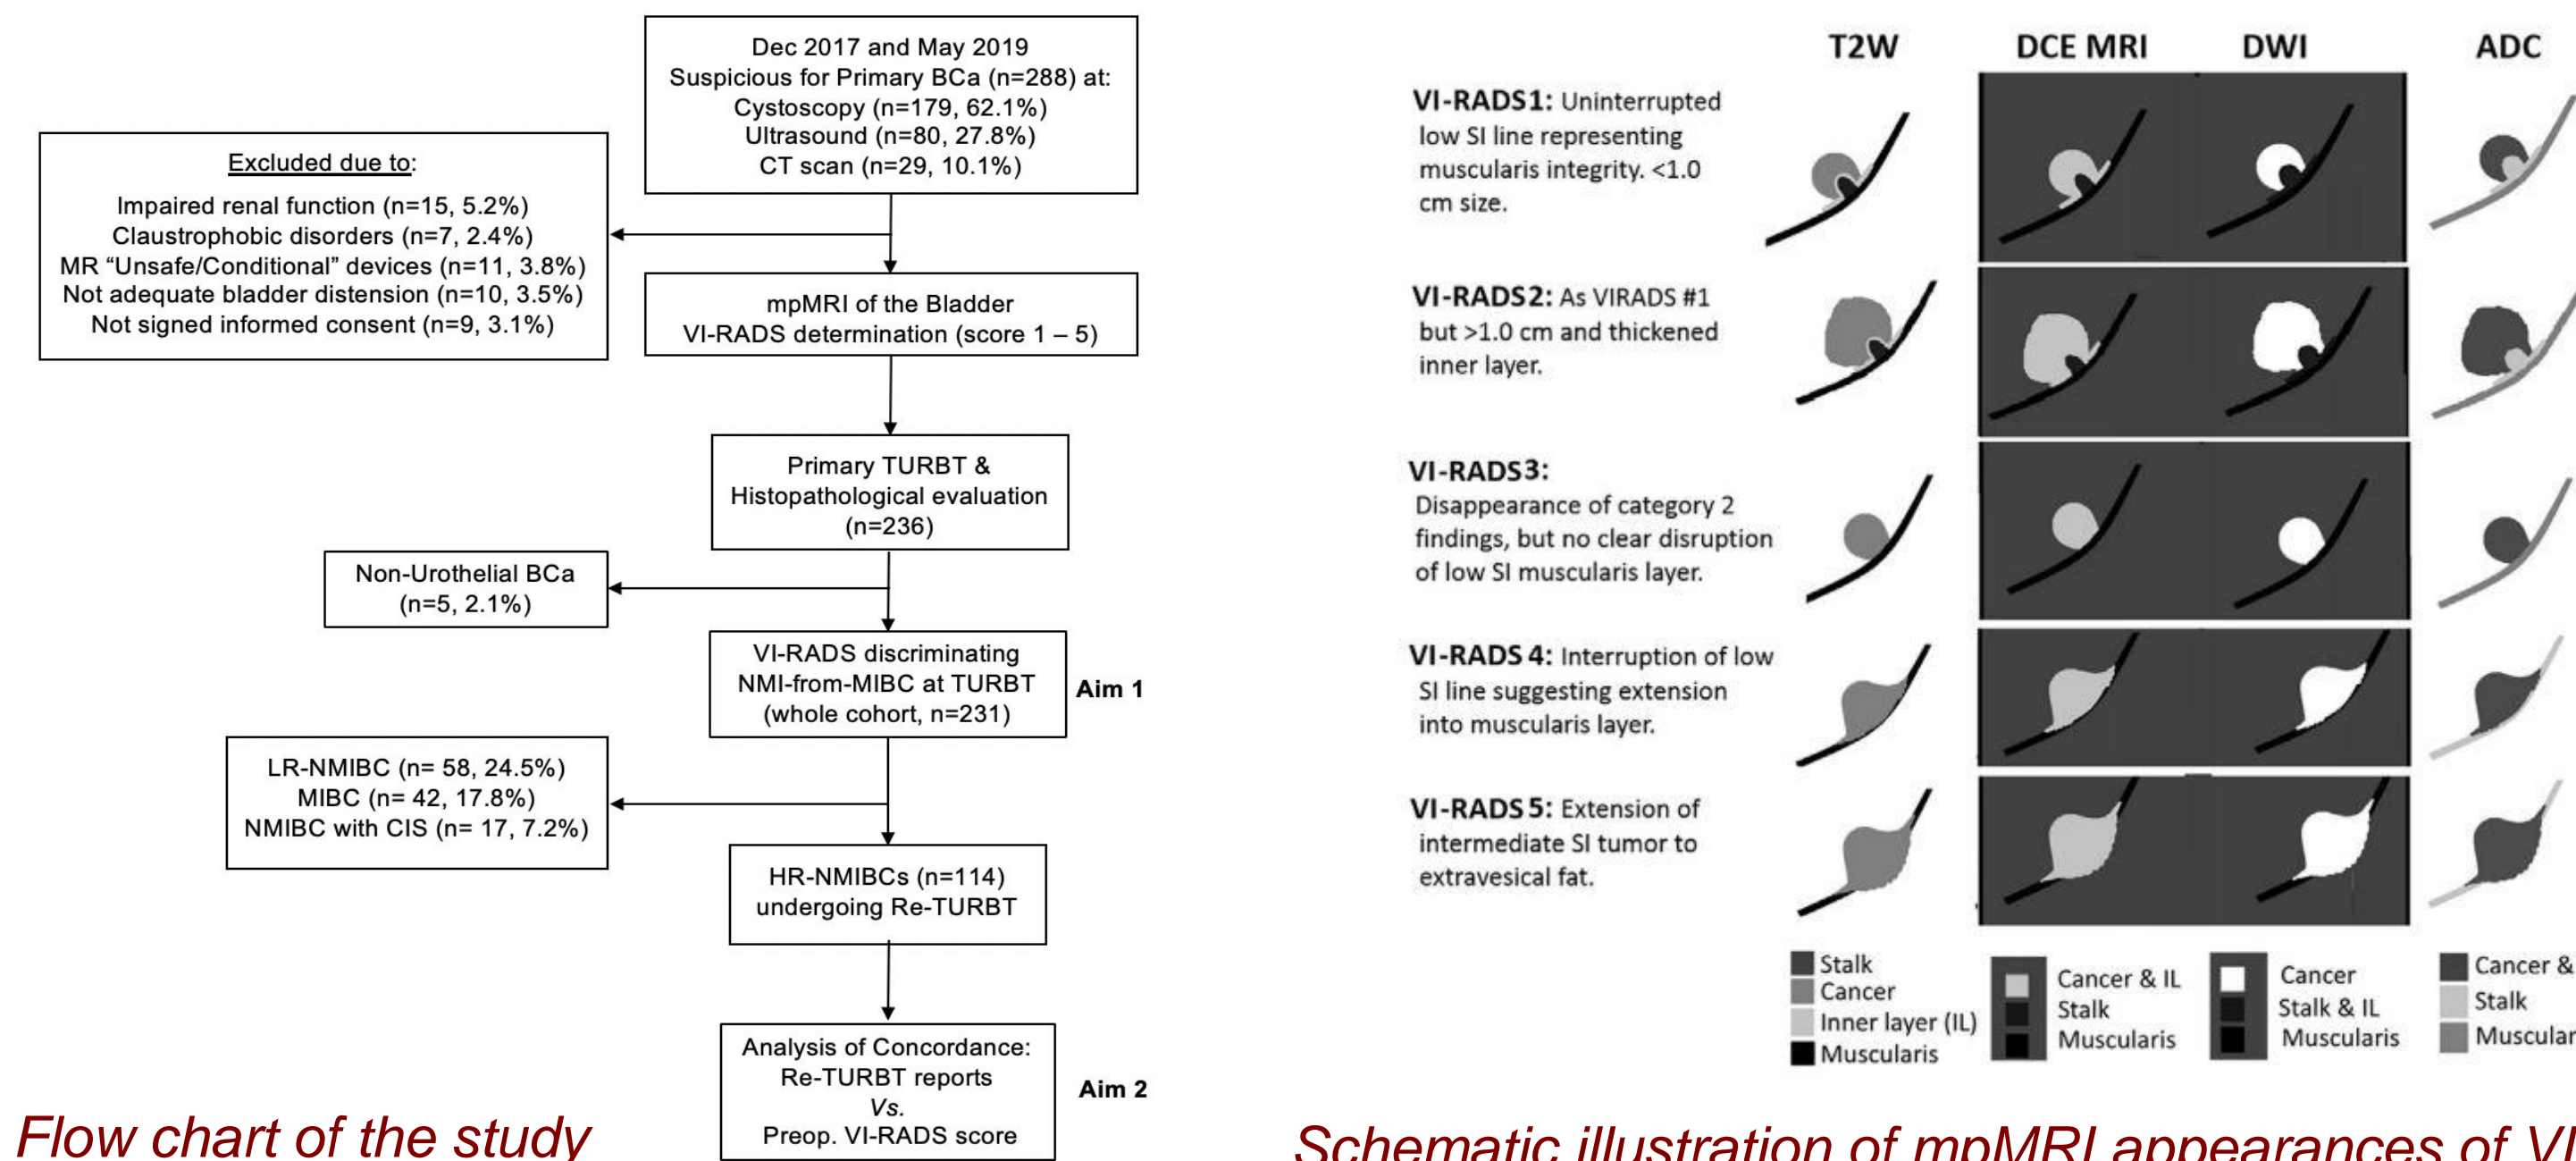 Dec 2017 and May 2019
Suspicious for Primary BCa (n=288) at:
Cystoscopy (n=179, 62.1%)
Ultrasound (n=80, 27.8%)
CT scan (n=29, 10.1%)
Excluded due to:
Impaired renal function (n=15, 5.2%)
Claustrophobic disorders (n=7, 2.4%)
MR “Unsafe/Conditional” devices (n=11, 3.8%)
Not adequate bladder distension (n=10, 3.5%)
Not signed informed consent (n=9, 3.1%)
mpMRI of the Bladder
VI-RADS determination (score 1 – 5)
Primary TURBT &
Histopathological evaluation
(n=236)
Non-Urothelial BCa
(n=5, 2.1%)
VI-RADS discriminating
NMI-from-MIBC at TURBT
(whole cohort, n=231)
Aim 1
LR-NMIBC (n= 58, 24.5%)
MIBC (n= 42, 17.8%)
NMIBC with CIS (n= 17, 7.2%)
HR-NMIBCs (n=114)
undergoing Re-TURBT
Analysis of Concordance:
Re-TURBT reports
Vs.
Preop. VI-RADS score
Aim 2
Flow chart of the study
T2W DCE MRI DWI ADC
VI-RADS1: Uninterrupted
low SI line representing
muscularis integrity. <1.0
cm size.
VI-RADS2: As VIRADS #1
but >1.0 cm and thickened
inner layer.
VI-RADS3:
Disappearance of category 2
findings, but no clear disruption
of low SI muscularis layer.
VI-RADS 4: Interruption of low
SI line suggesting extension
into muscularis layer.
VI-RADS 5: Extension of
intermediate SI tumor to
extravesical fat.
Stalk
Cancer
Inner layer (IL)
Muscularis
Cancer & IL
Stalk
Muscularis
Cancer
Stalk & IL
Muscularis
Cancer &
Stalk
Muscular
Schematic illustration of mpMRI appearances of VI